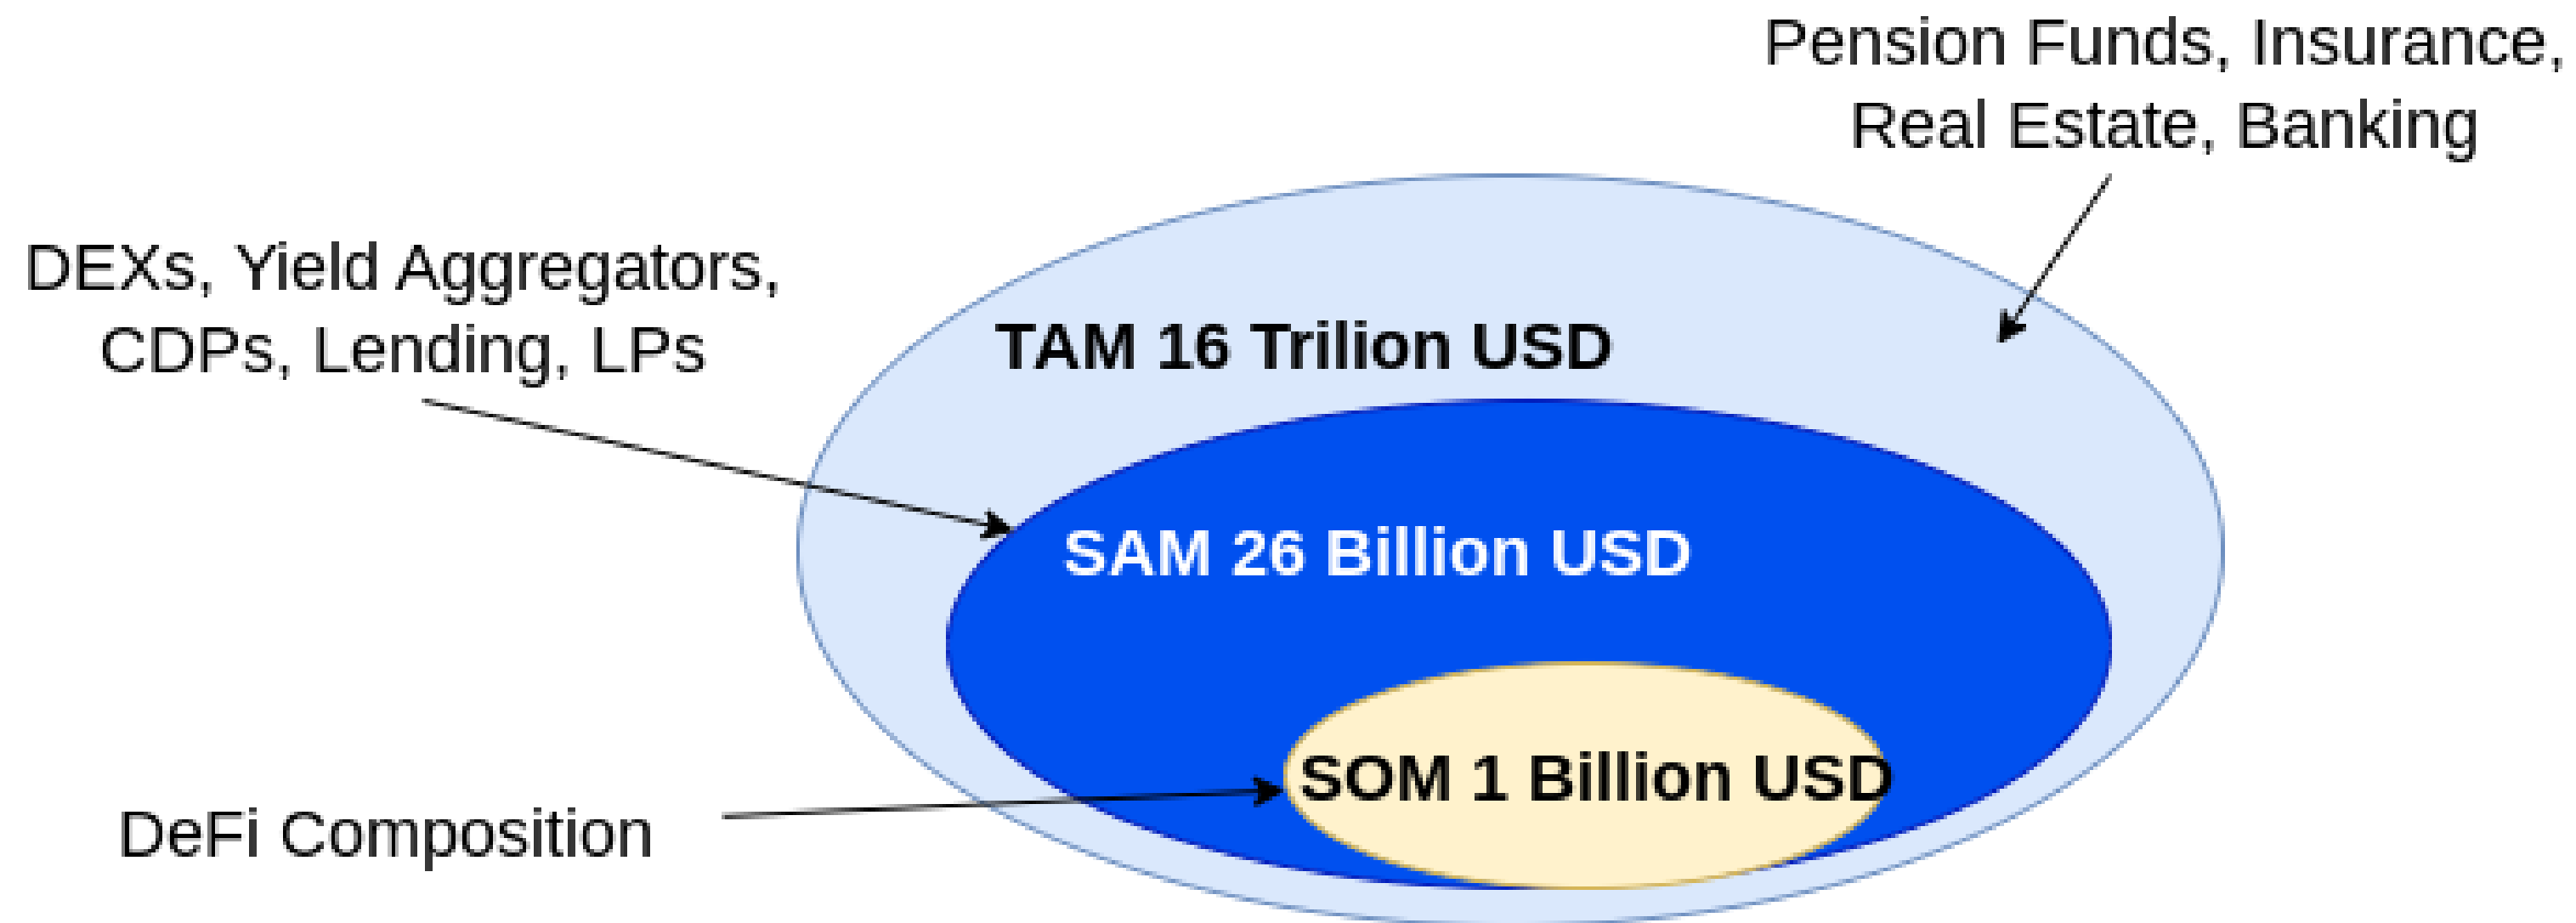 Pension Funds, Insurance,
Real Estate, Banking
DEXs, Yield Aggregators,
CDPs, Lending, LPs
TAM 16 Trilion USD
SAM 26 Billion USD
SOM 1 Billion USD
DeFi Composition